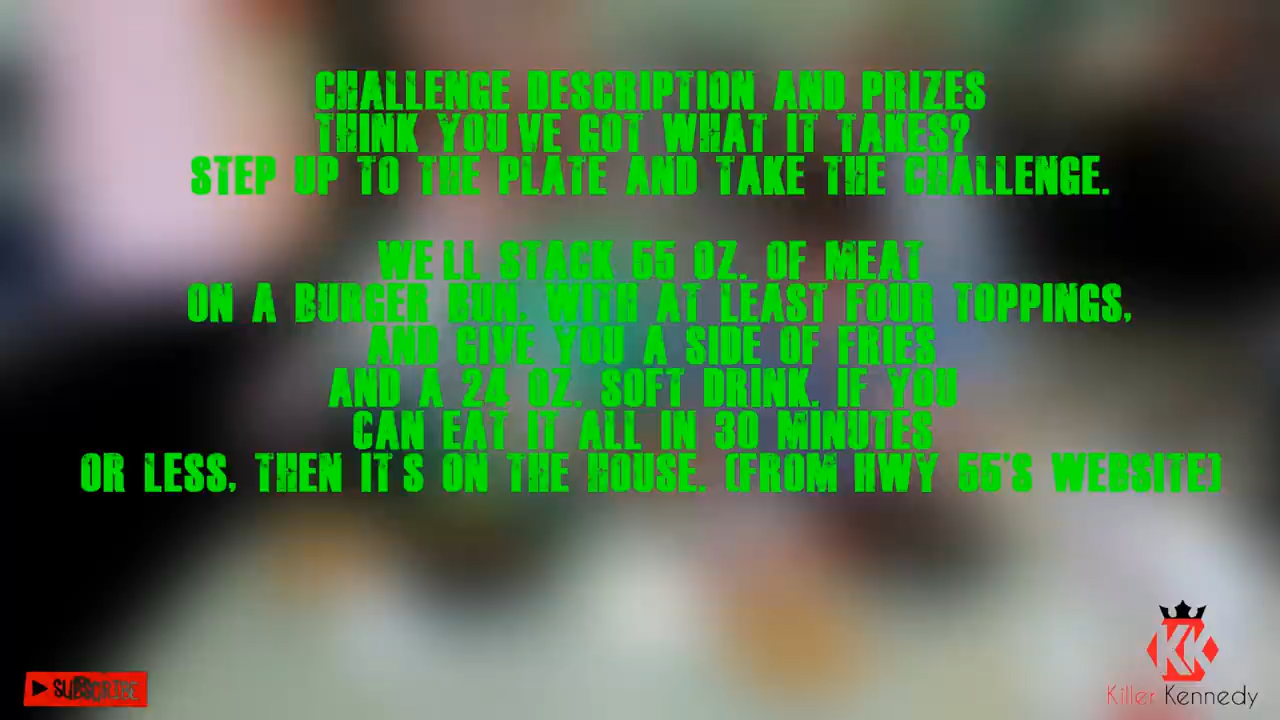 CHALLENGE DESCRIPTION AND PRIZES
THINK YOU'VE GOT WHAT IT TAKES?
STEP UP TO THE PLATE AND TAKE THE CHALLENGE.
WE'LL STACK 55 OZ. OF MEAT
ON A BURGER BUN, WITH AT LEAST FOUR TOPPINGS,
AND GIVE YOU A SIDE OF FRIES
AND A 24 OZ. SOFT DRINK. IF YOU
CAN EAT IT ALL IN 30 MINUTES
OR LESS, THEN IT'S ON THE HOUSE. (FROM HWY 55'S WEBSITE)
SUBSCRIBE
KK
Killer Kennedy